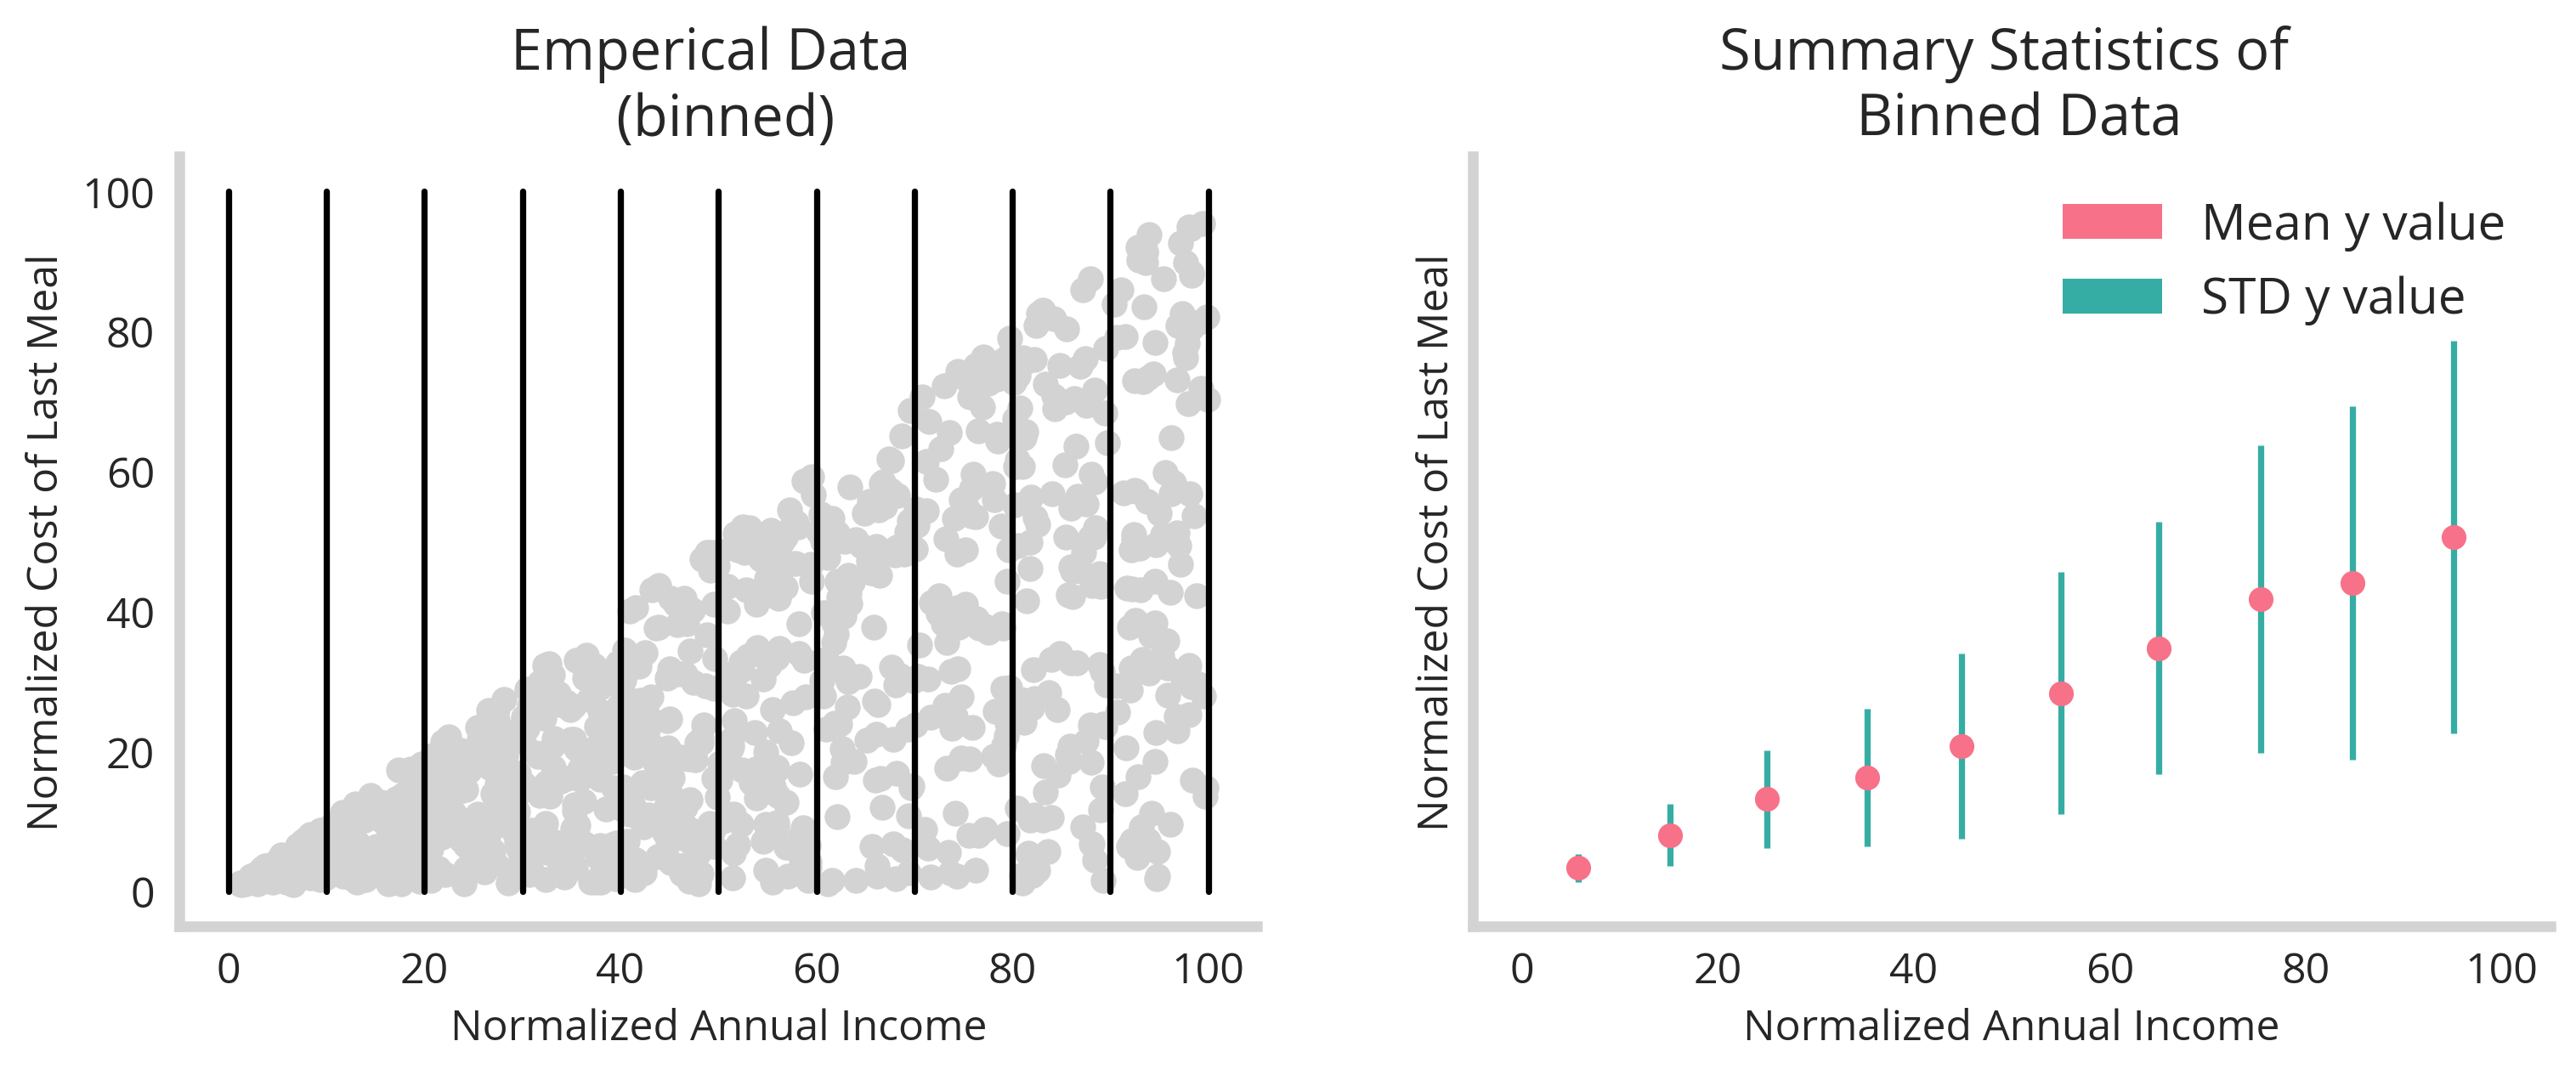 Emperical Data
(binned)
Normalized Cost of Last Meal
100
80
60
40
20
0
0 20 40 60 80 100
Normalized Annual Income
Summary Statistics of
Binned Data
Mean y value
STD y value
Normalized Cost of Last Meal
0 20 40 60 80 100
Normalized Annual Income